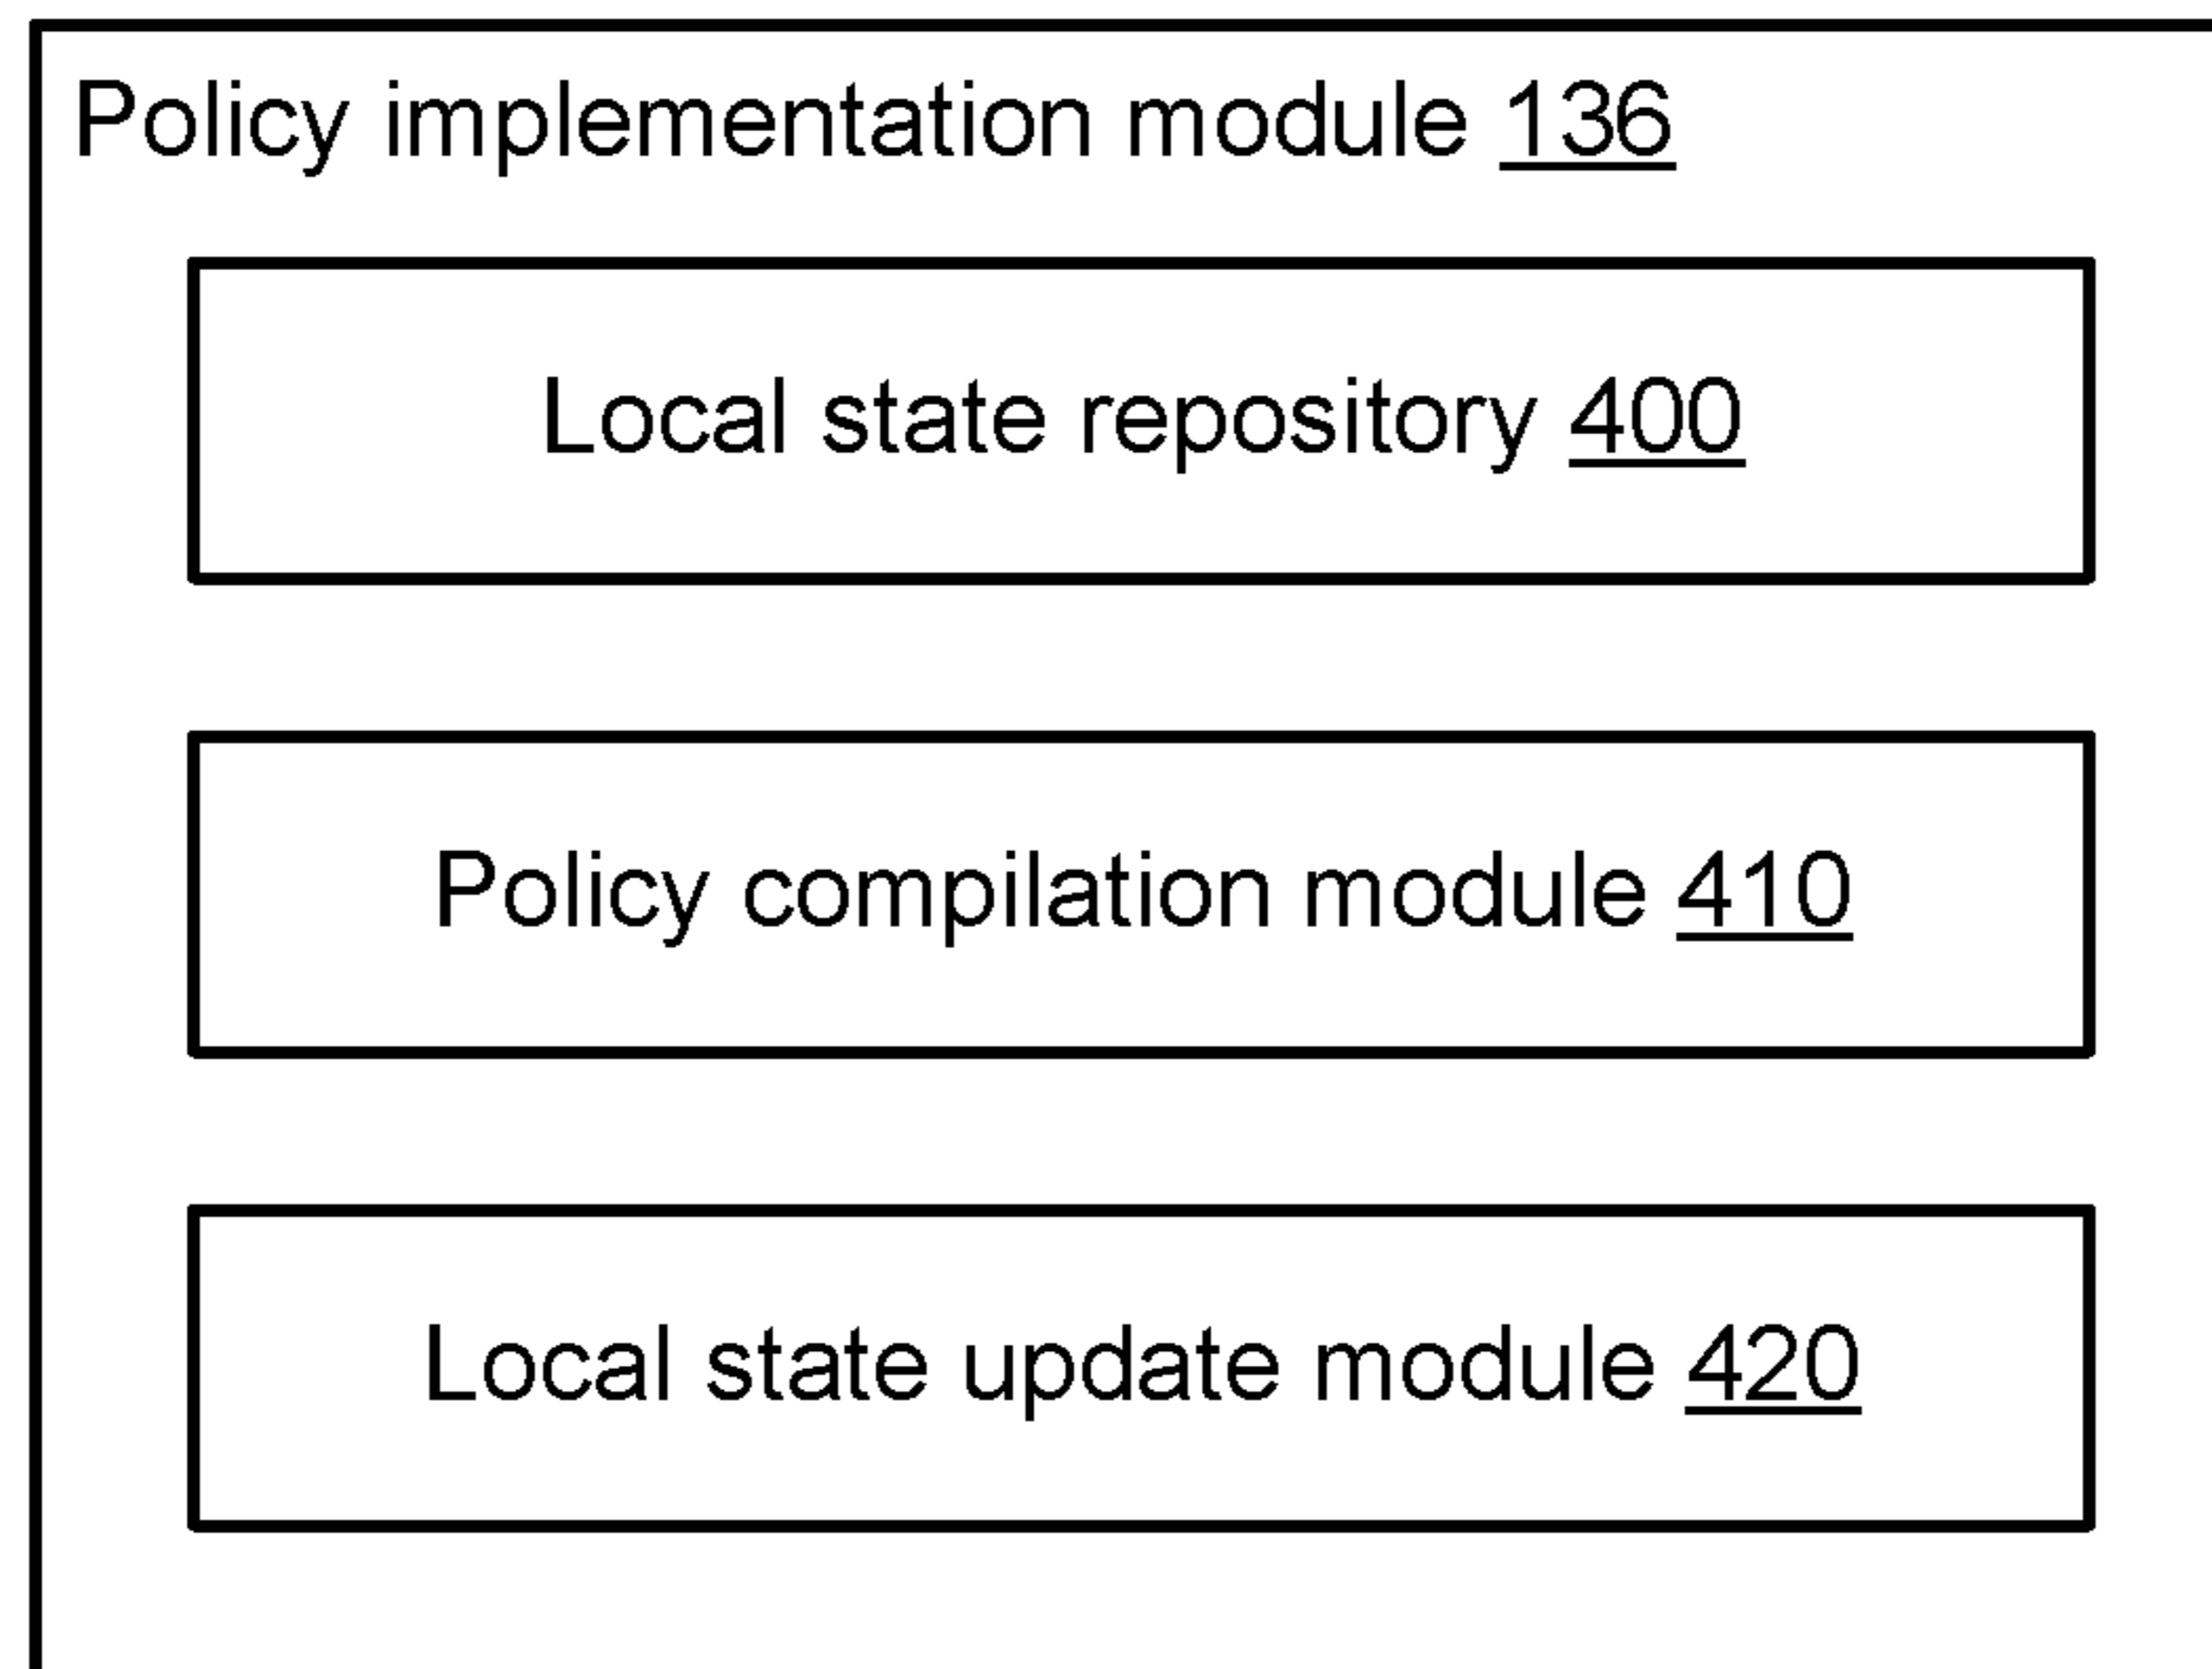 Policy implementation module 136
Local state repository 400
Policy compilation module 410
Local state update module 420